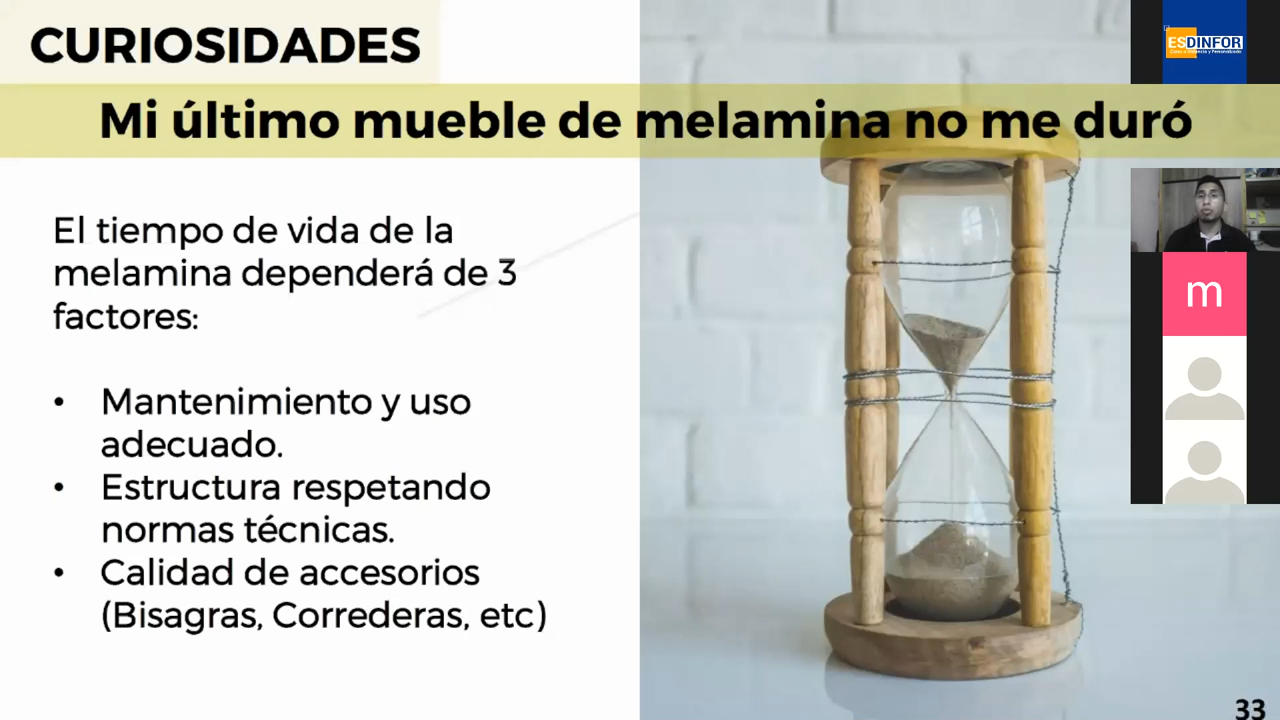 CURIOSIDADES
Mi último mueble de melamina no me duró
El tiempo de vida de la
melamina dependerá de 3
factores:
• Mantenimiento y uso
adecuado.
• Estructura respetando
normas técnicas.
• Calidad de accesorios
(Bisagras, Correderas, etc)
ESDINFOR
m
33